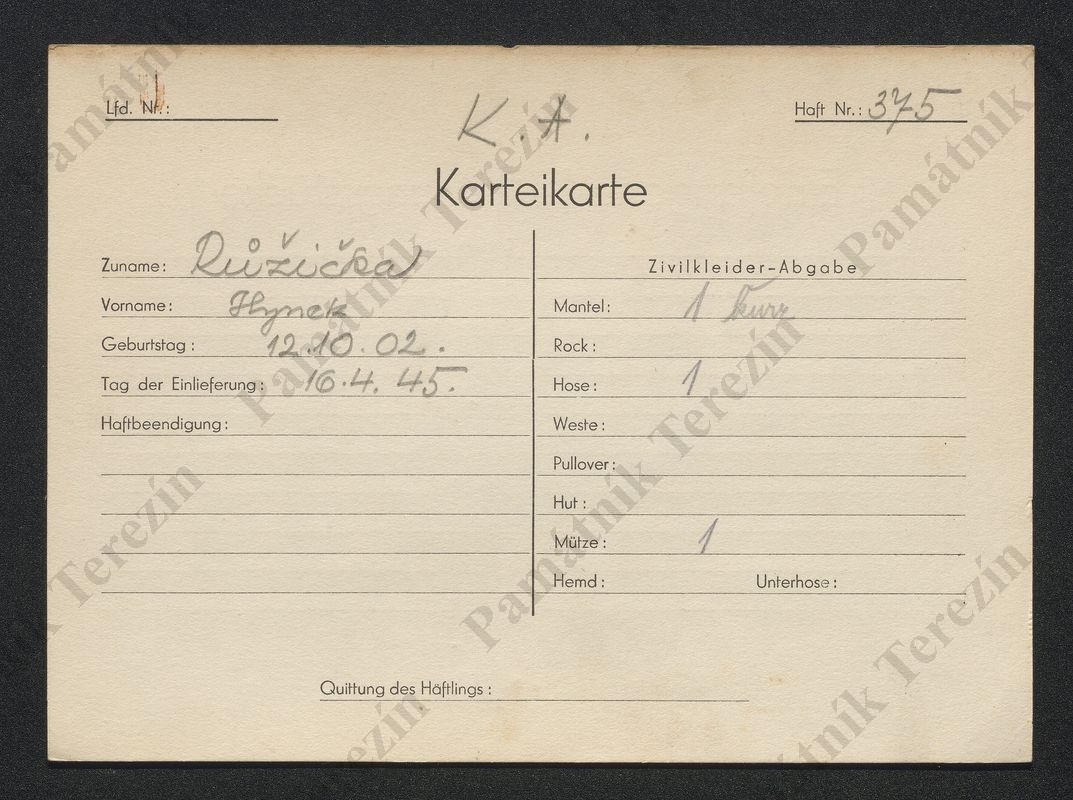 Lfd. Nr.:
K. A.
Haft Nr.: 375
Karteikarte
Zuname: Růžička
Vorname: Hynek
Geburtstag: 12.10.02.
Tag der Einlieferung: 16.4.45.
Haftbeendigung:
Zivilkleider-Abgabe
Mantel: 1 kurz
Rock:
Hose: 1
Weste:
Pullover:
Hut:
Mütze: 1
Hemd: Unterhose:
Quittung des Häftlings:
Památník Terezín